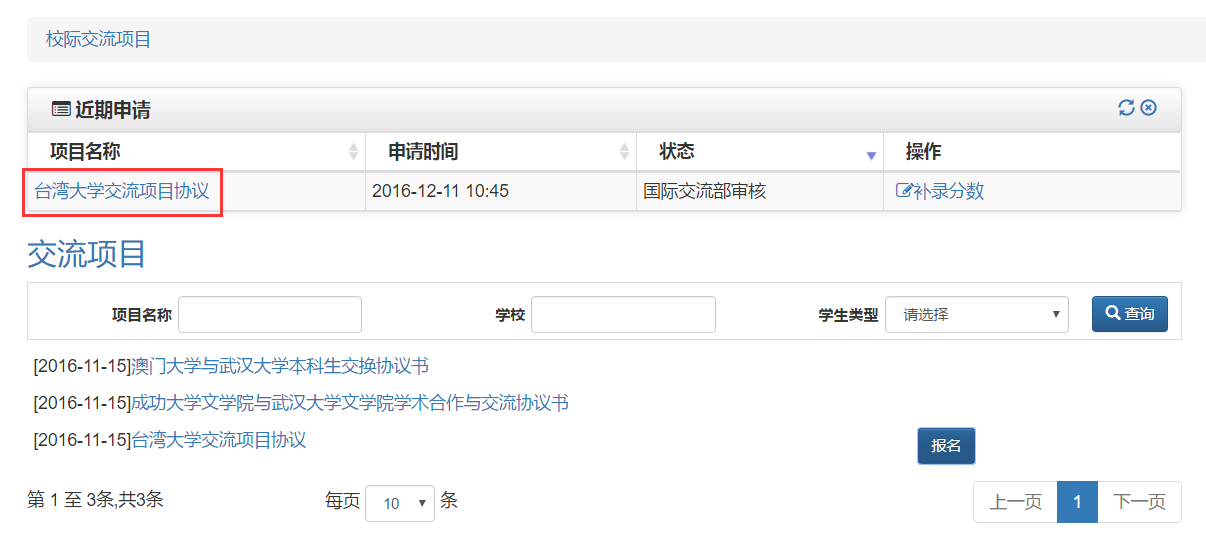 校际交流项目
近期申请
项目名称 申请时间 状态 操作
台湾大学交流项目协议 2016-12-11 10:45 国际交流部审核 补录分数
交流项目
项目名称 学校 学生类型 请选择 查询
[2016-11-15]澳门大学与武汉大学本科生交换协议书
[2016-11-15]成功大学文学院与武汉大学文学院学术合作与交流协议书
[2016-11-15]台湾大学交流项目协议 报名
第 1 至 3条,共3条 每页 10 条 上一页 1 下一页